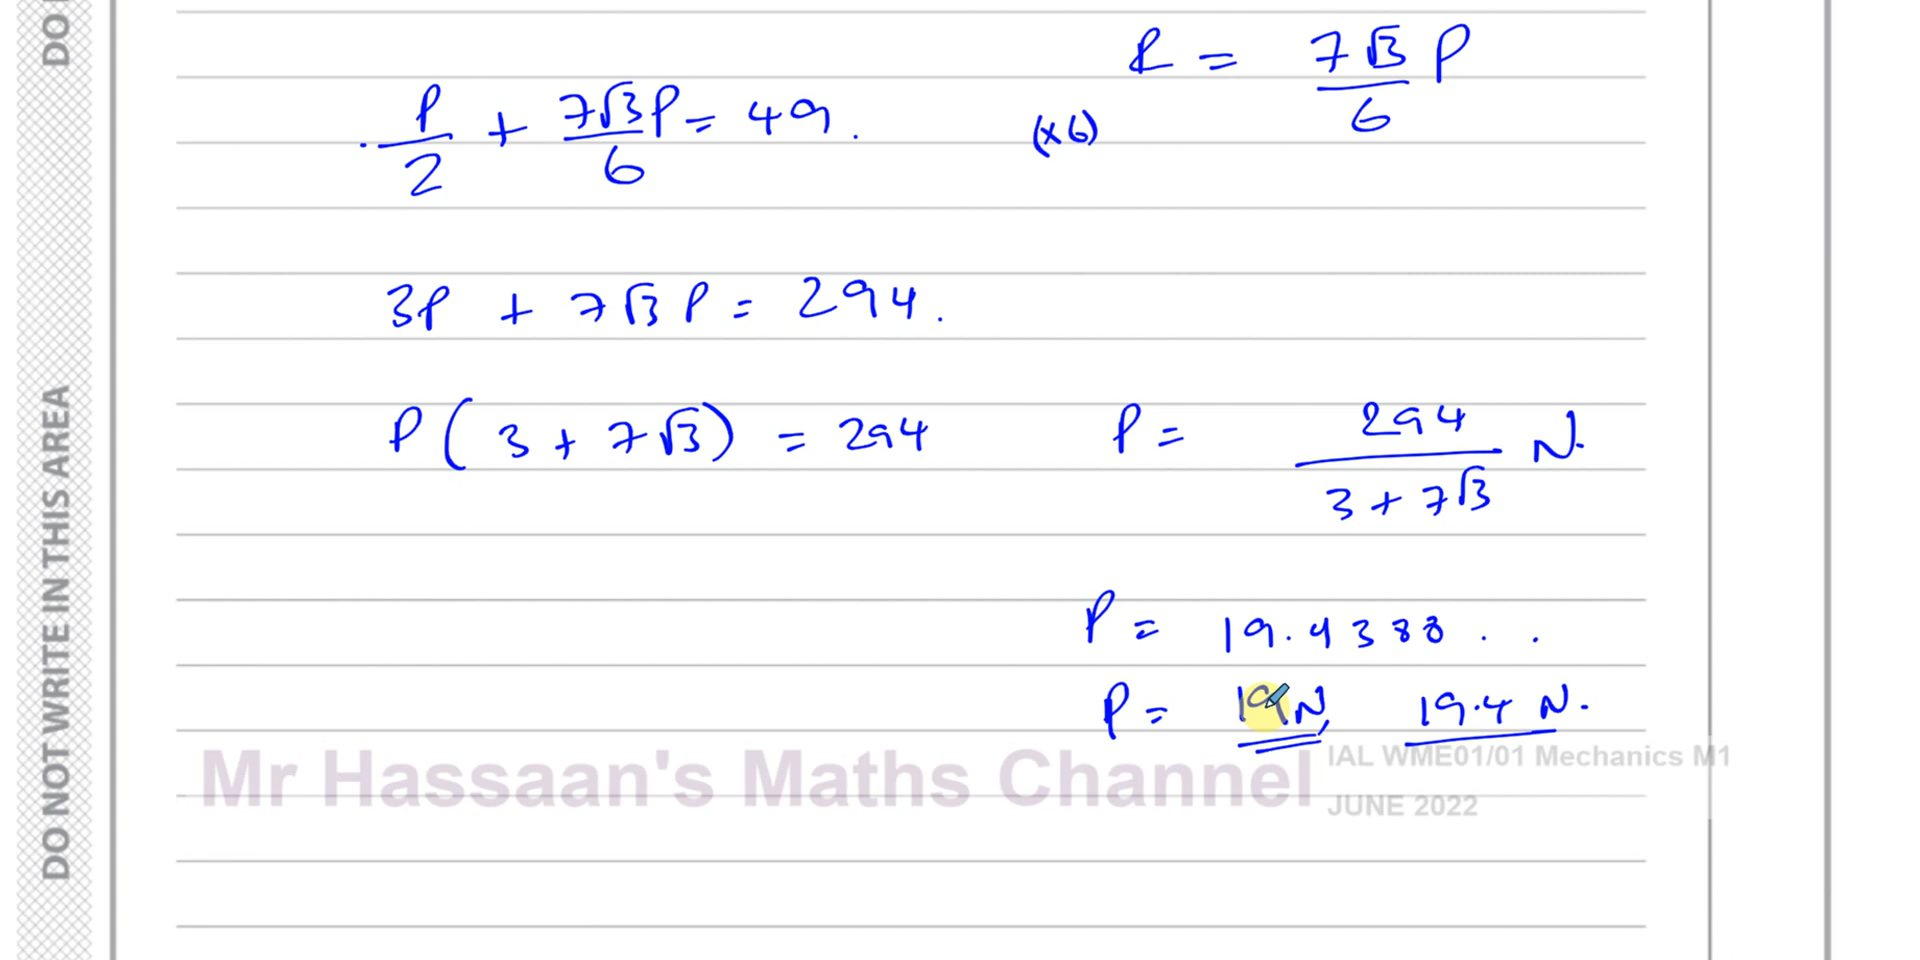 DO
R = 7√3/6 P
P/2 + 7√3P/6 = 49. (×6)
3P + 7√3 P = 294.
P(3 + 7√3) = 294 P = 294/(3 + 7√3) N.
P = 19.4388 . .
P = 19N, 19.4 N.
DO NOT WRITE IN THIS AREA
Mr Hassaan's Maths Channel
IAL WME01/01 Mechanics M1
JUNE 2022